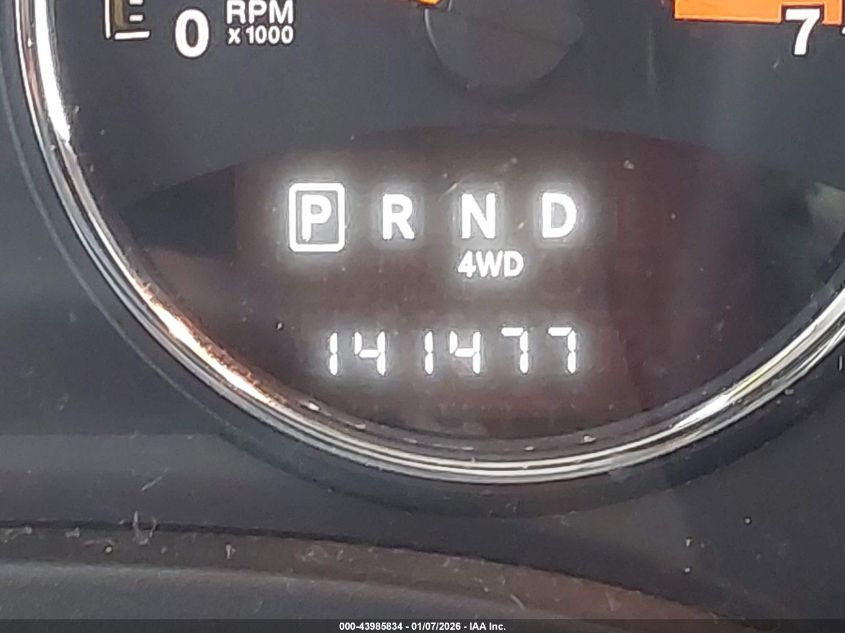 E
0
RPM
x1000
7
P R N D
4WD
141477
000-43985834 - 01/07/2026 - IAA Inc.